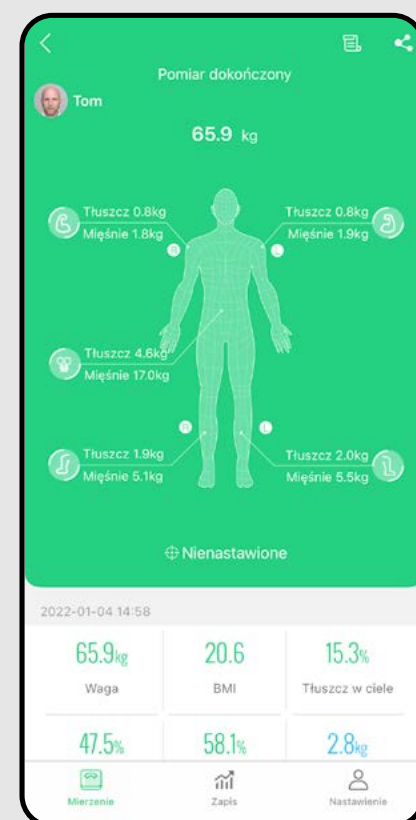 Pomiar dokończony
Tom
65.9 kg
Tłuszcz 0.8kg
Mięśnie 1.8kg
Tłuszcz 0.8kg
Mięśnie 1.9kg
R
L
Tłuszcz 4.6kg
Mięśnie 17.0kg
R
L
Tłuszcz 1.9kg
Mięśnie 5.1kg
Tłuszcz 2.0kg
Mięśnie 5.5kg
Nienastawione
2022-01-04 14:58
65.9kg 20.6 15.3%
Waga BMI Tłuszcz w ciele
47.5% 58.1% 2.8kg
Mierzenie Zapis Nastawienie